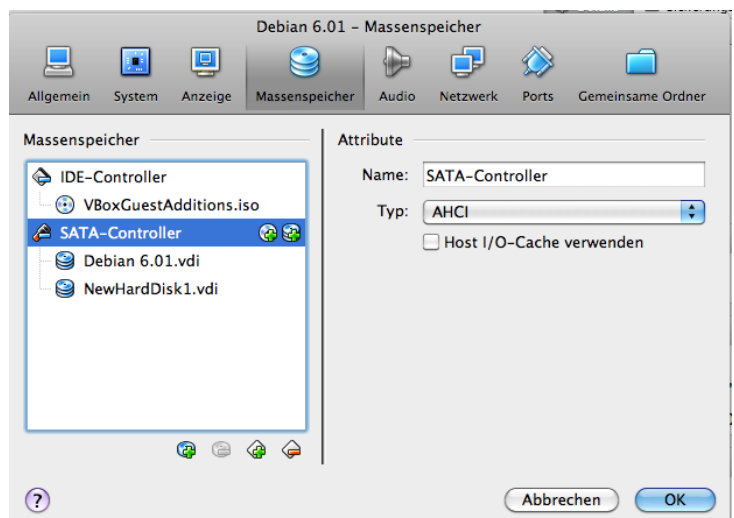 Debian 6.01 – Massenspeicher
Allgemein System Anzeige Massenspeicher Audio Netzwerk Ports Gemeinsame Ordner
Massenspeicher
IDE-Controller
VBoxGuestAdditions.iso
SATA-Controller
Debian 6.01.vdi
NewHardDisk1.vdi
Attribute
Name: SATA-Controller
Typ: AHCI
Host I/O-Cache verwenden
? Abbrechen OK